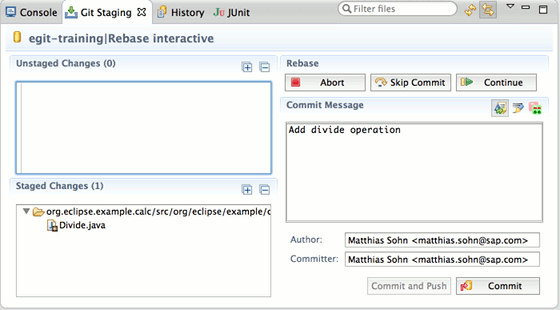 Console Git Staging History JU JUnit Filter files
egit-training|Rebase interactive
Unstaged Changes (0)
Rebase
Abort Skip Commit Continue
Commit Message
Add divide operation
Staged Changes (1)
org.eclipse.example.calc/src/org/eclipse/example/c
Divide.java
Author: Matthias Sohn <matthias.sohn@sap.com>
Committer: Matthias Sohn <matthias.sohn@sap.com>
Commit and Push Commit